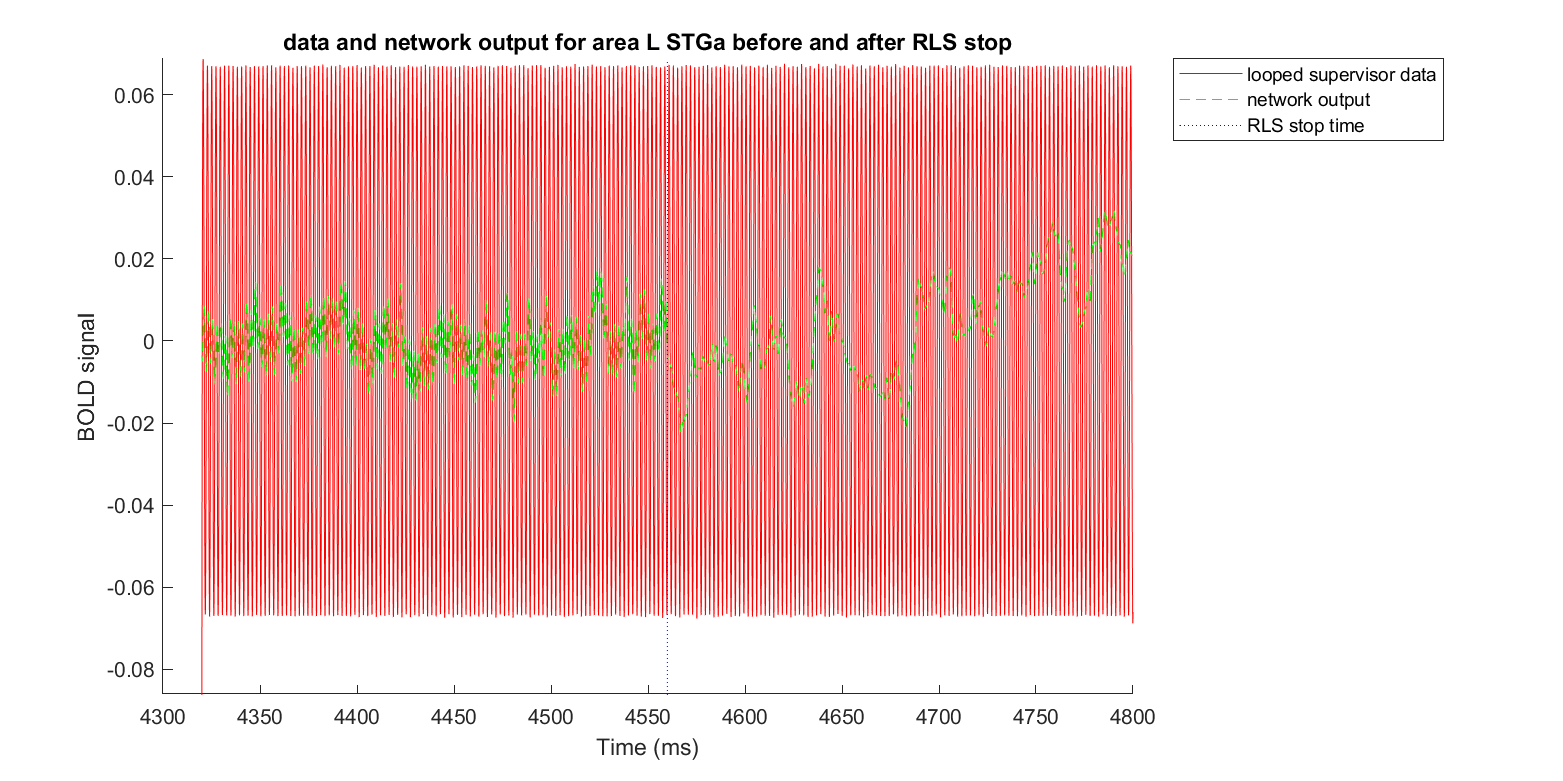 data and network output for area L STGa before and after RLS stop
looped supervisor data
network output
RLS stop time
BOLD signal
0.06
0.04
0.02
0
-0.02
-0.04
-0.06
-0.08
4300 4350 4400 4450 4500 4550 4600 4650 4700 4750 4800
Time (ms)